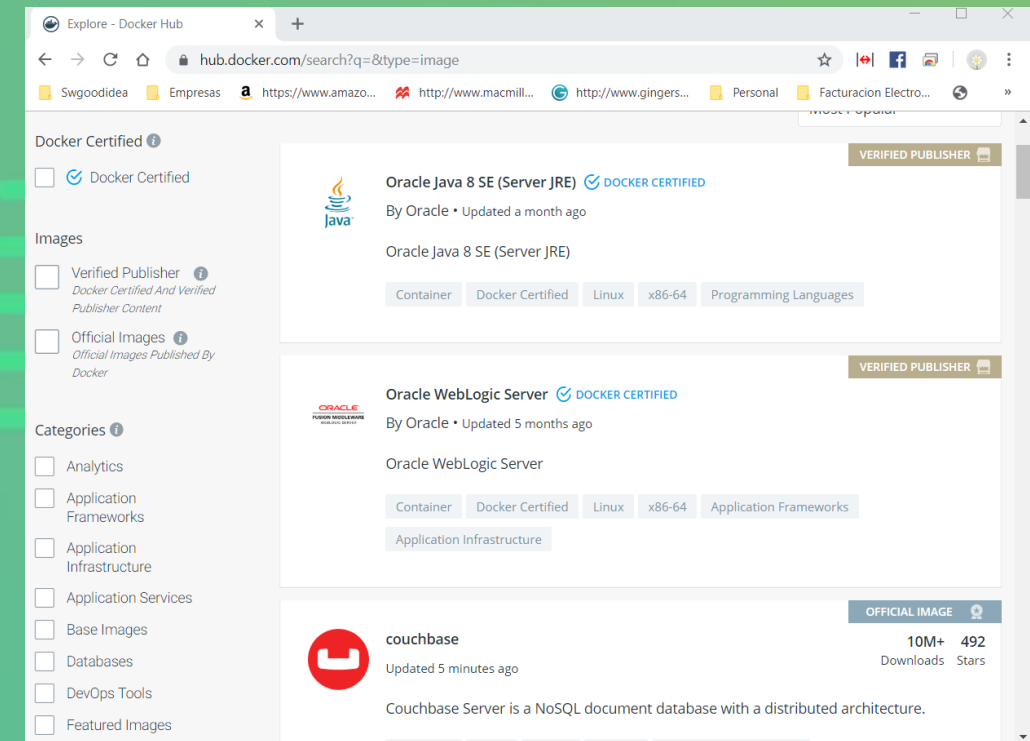 Explore - Docker Hub
hub.docker.com/search?q=&type=image
Swgoodidea Empresas https://www.amazo... http://www.macmill... http://www.gingers... Personal Facturacion Electro... »
Most Popular
Docker Certified
Docker Certified
Images
Verified Publisher
Docker Certified And Verified
Publisher Content
Official Images
Official Images Published By
Docker
Categories
Analytics
Application
Frameworks
Application
Infrastructure
Application Services
Base Images
Databases
DevOps Tools
Featured Images
VERIFIED PUBLISHER
Java
Oracle Java 8 SE (Server JRE) DOCKER CERTIFIED
By Oracle • Updated a month ago
Oracle Java 8 SE (Server JRE)
Container Docker Certified Linux x86-64 Programming Languages
VERIFIED PUBLISHER
ORACLE
FUSION MIDDLEWARE
WEBLOGIC SERVER
Oracle WebLogic Server DOCKER CERTIFIED
By Oracle • Updated 5 months ago
Oracle WebLogic Server
Container Docker Certified Linux x86-64 Application Frameworks
Application Infrastructure
OFFICIAL IMAGE
couchbase
10M+ 492
Downloads Stars
Updated 5 minutes ago
Couchbase Server is a NoSQL document database with a distributed architecture.